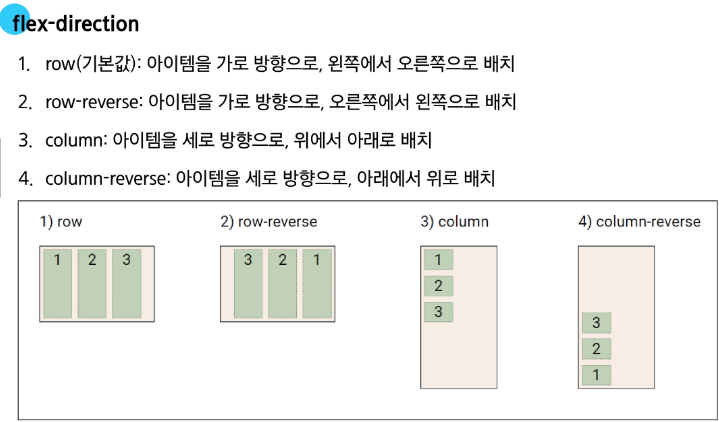 flex-direction
1. row(기본값): 아이템을 가로 방향으로, 왼쪽에서 오른쪽으로 배치
2. row-reverse: 아이템을 가로 방향으로, 오른쪽에서 왼쪽으로 배치
3. column: 아이템을 세로 방향으로, 위에서 아래로 배치
4. column-reverse: 아이템을 세로 방향으로, 아래에서 위로 배치
1) row
1 2 3
2) row-reverse
3 2 1
3) column
1
2
3
4) column-reverse
3
2
1